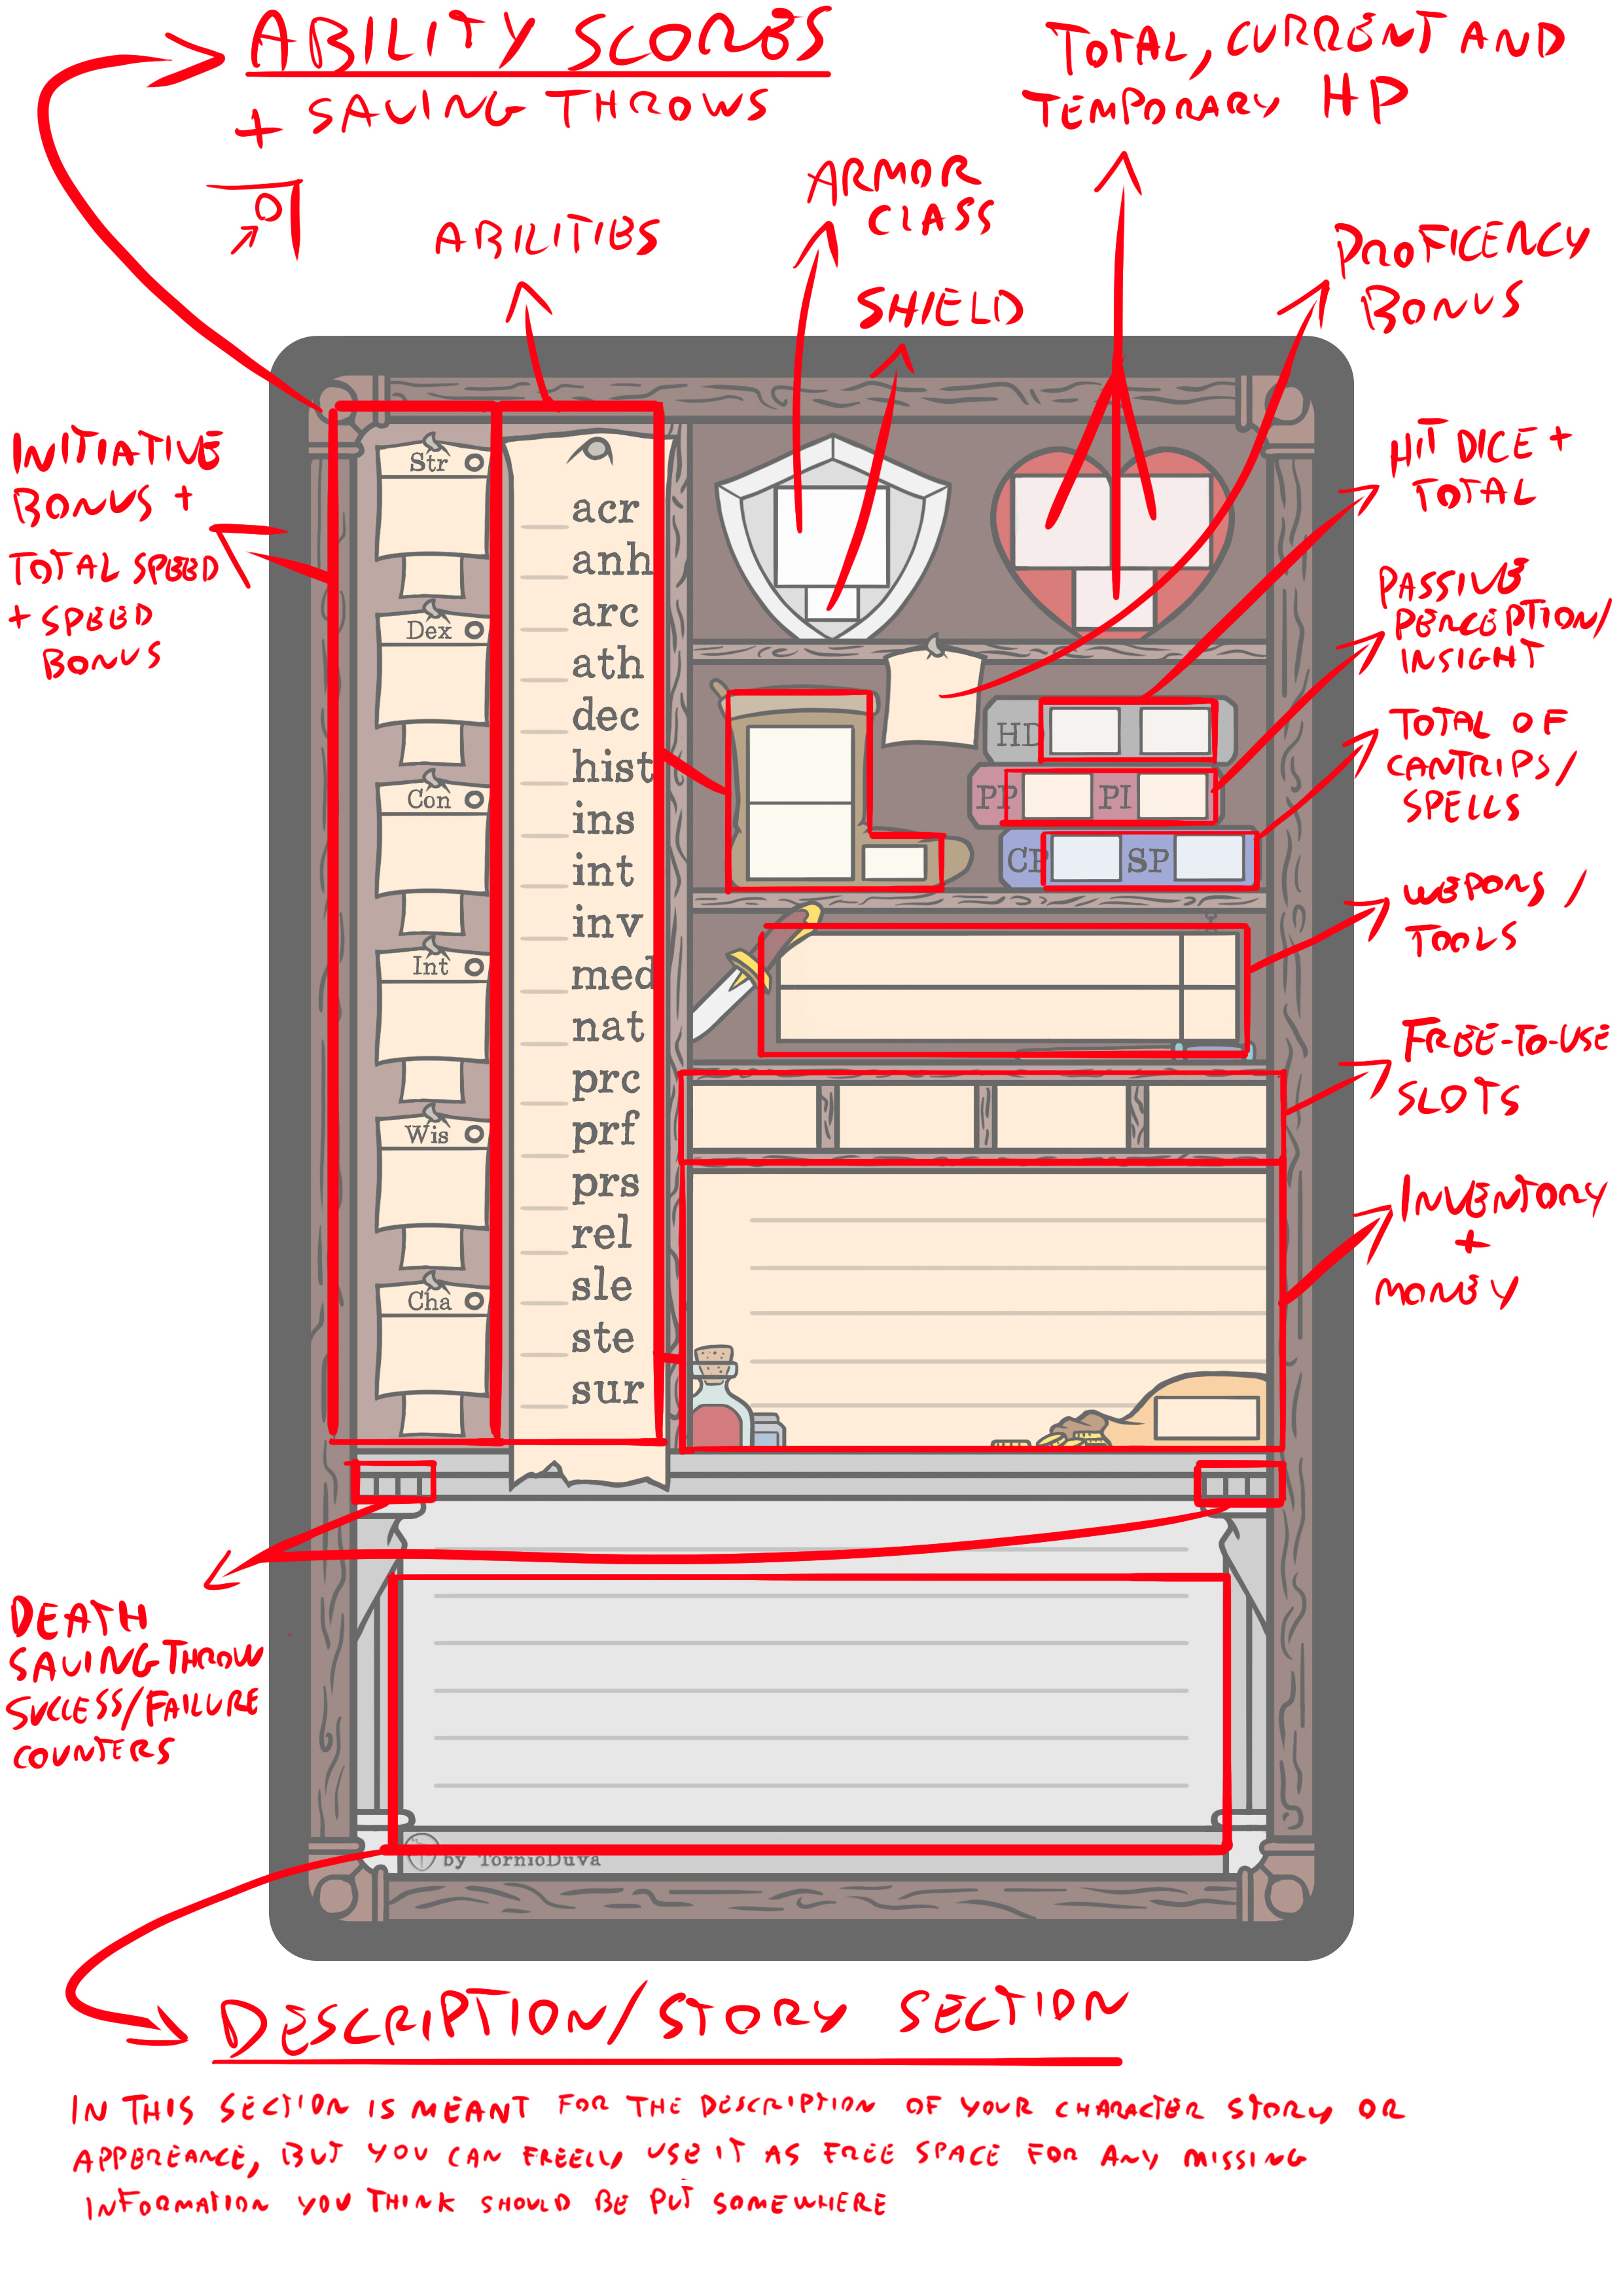 ABILITY SCORES
+ SAVING THROWS
TOTAL, CURRENT AND
TEMPORARY HP
ARMOR
CLASS
ABILITIES
SHIELD
PROFICENCY
BONUS
INITIATIVE
BONUS +
TOTAL SPEED
+ SPEED
BONUS
HIT DICE +
TOTAL
PASSIVE
PERCEPTION/
INSIGHT
TOTAL OF
CANTRIPS/
SPELLS
WEPONS /
TOOLS
FREE-TO-USE
SLOTS
INVENTORY
+
MONEY
Str
Dex
Con
Int
Wis
Cha
acr
anh
arc
ath
dec
hist
ins
int
inv
med
nat
prc
prf
prs
rel
sle
ste
sur
HD
PP PI
CP SP
DEATH
SAVING THROW
SUCCESS/FAILURE
COUNTERS
by TornioDuva
DESCRIPTION/STORY SECTION
IN THIS SECTION IS MEANT FOR THE DESCRIPTION OF YOUR CHARACTER STORY OR
APPEREANCE, BUT YOU CAN FREELY USE IT AS FREE SPACE FOR ANY MISSING
INFORMATION YOU THINK SHOULD BE PUT SOMEWHERE